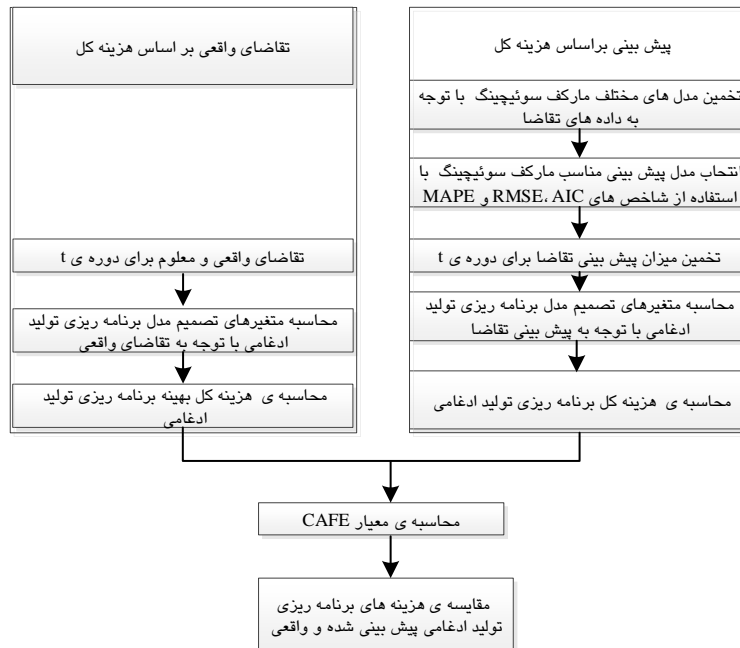 پیش بینی براساس هزینه کل
تخمین مدل های مختلف مارکف سوئیچینگ با توجه
به داده های تقاضا
انتحاب مدل پیش بینی مناسب مارکف سوئیچینگ با
استفاده از شاخص های RMSE، AIC و MAPE
تخمین میزان پیش بینی تقاضا برای دوره ی t
محاسبه متغیرهای تصمیم مدل برنامه ریزی تولید
ادغامی با توجه به پیش بینی تقاضا
محاسبه ی هزینه کل برنامه ریزی تولید ادغامی
تقاضای واقعی بر اساس هزینه کل
تقاضای واقعی و معلوم برای دوره ی t
محاسبه متغیرهای تصمیم مدل برنامه ریزی تولید
ادغامی با توجه به تقاضای واقعی
محاسبه ی هزینه کل بهینه برنامه ریزی تولید
ادغامی
محاسبه ی معیار CAFE
مقایسه ی هزینه های برنامه ریزی
تولید ادغامی پیش بینی شده و واقعی